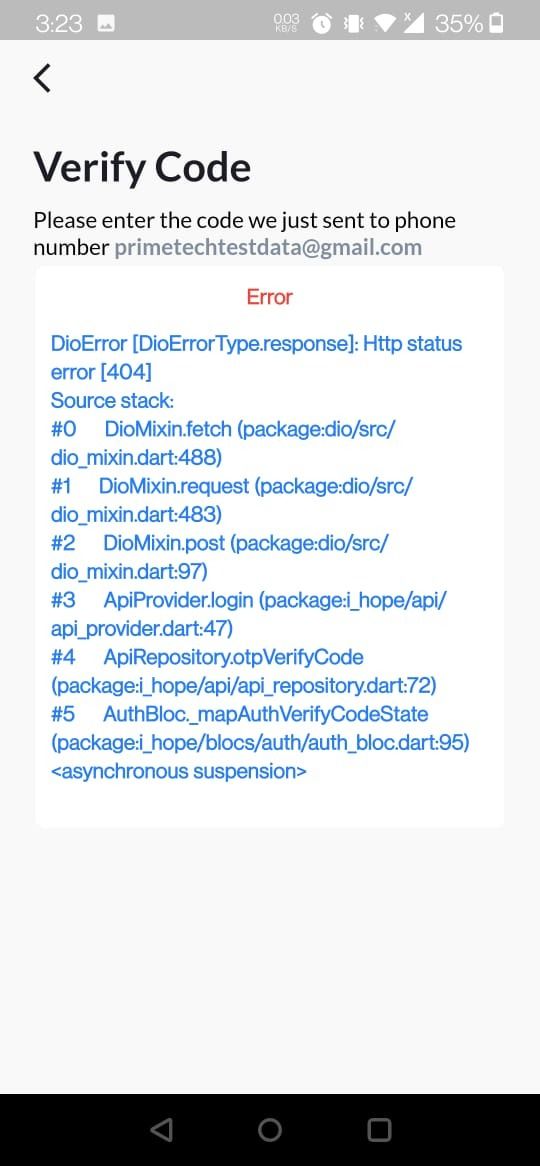 3:23 0.03 KB/S 35%
Verify Code
Please enter the code we just sent to phone
number primetechtestdata@gmail.com
Error
DioError [DioErrorType.response]: Http status
error [404]
Source stack:
#0 DioMixin.fetch (package:dio/src/
dio_mixin.dart:488)
#1 DioMixin.request (package:dio/src/
dio_mixin.dart:483)
#2 DioMixin.post (package:dio/src/
dio_mixin.dart:97)
#3 ApiProvider.login (package:i_hope/api/
api_provider.dart:47)
#4 ApiRepository.otpVerifyCode
(package:i_hope/api/api_repository.dart:72)
#5 AuthBloc._mapAuthVerifyCodeState
(package:i_hope/blocs/auth/auth_bloc.dart:95)
<asynchronous suspension>